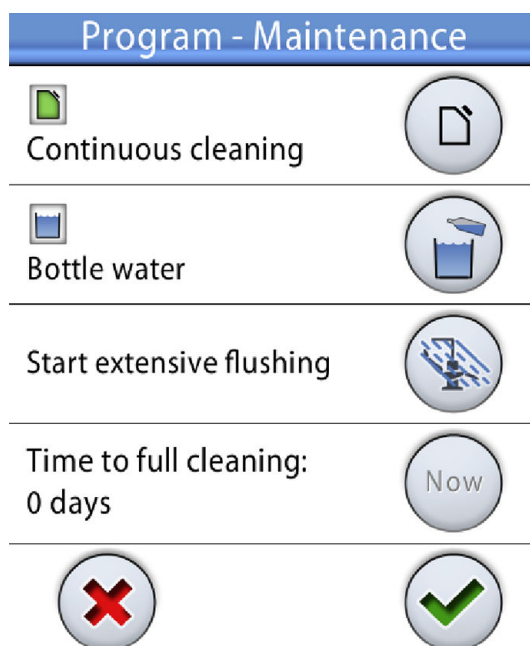 Program - Maintenance
Continuous cleaning
Bottle water
Start extensive flushing
Time to full cleaning:
0 days
Now